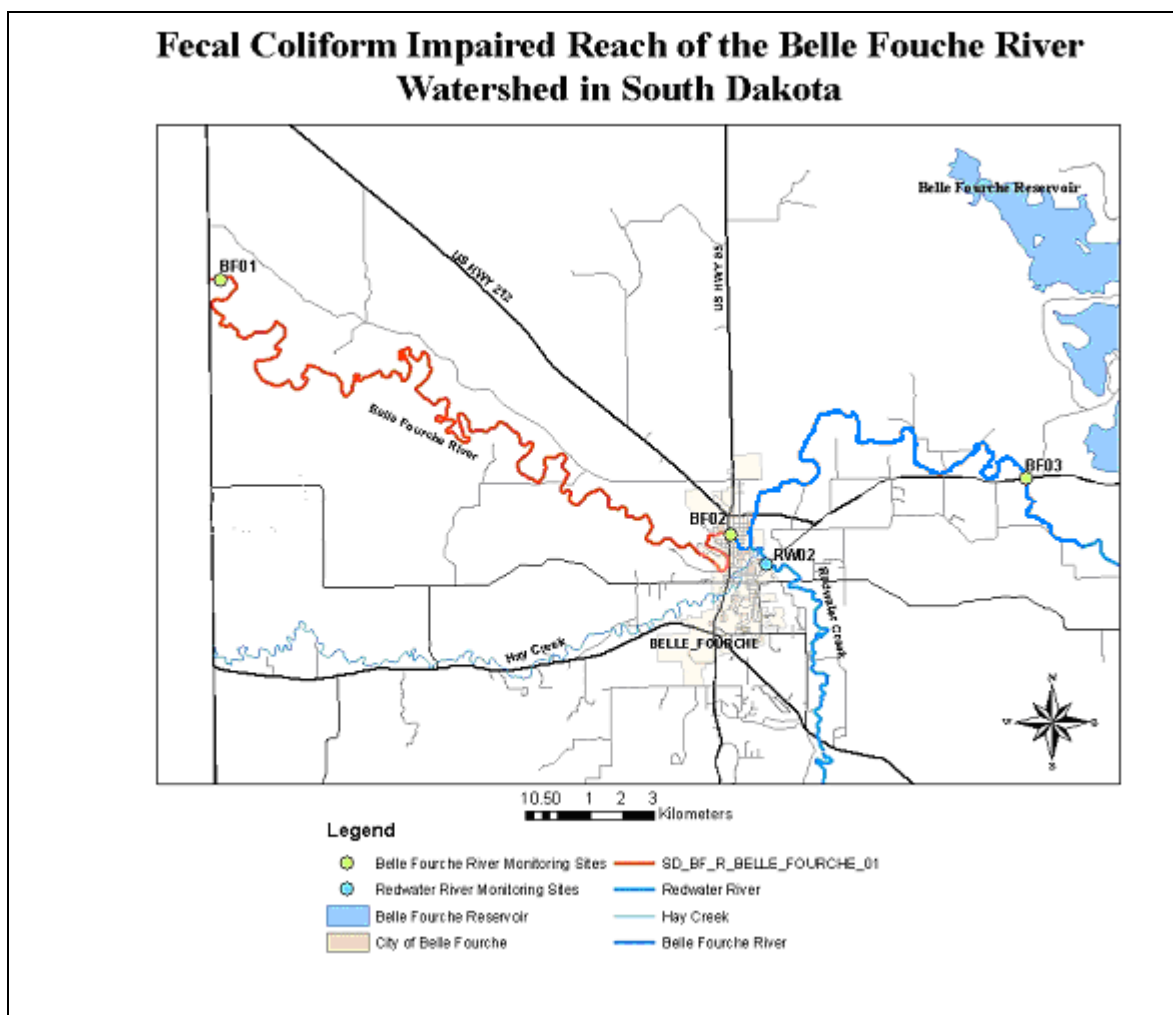 Fecal Coliform Impaired Reach of the Belle Fouche River
Watershed in South Dakota
Belle Fourche Reservoir
US HWY 85
US HWY 212
BF01
Belle Fourche River
BF03
BF02
RW02
Redwater Creek
Hay Creek
BELLE_FOURCHE
N
W
S
10.50 1 2 3
Kilometers
Legend
Belle Fourche River Monitoring Sites
SD_BF_R_BELLE_FOURCHE_01
Redwater River Monitoring Sites
Redwater River
Belle Fourche Reservoir
Hay Creek
City of Belle Fourche
Belle Fourche River